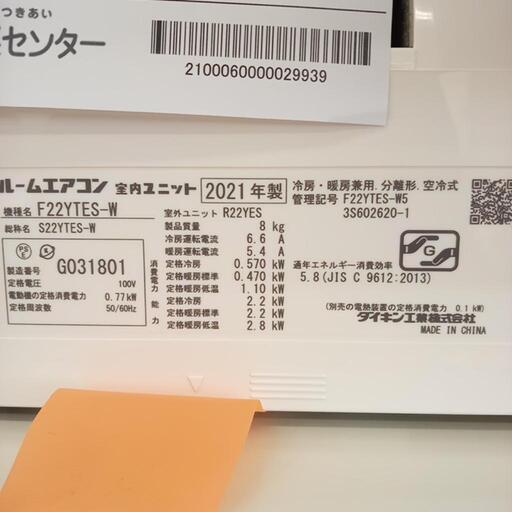 つきあい
センター
2100060000029939
ルームエアコン 室内ユニット 2021年製
冷房・暖房兼用.分離形.空冷式
機種名 F22YTES-W
室外ユニット R22YES
管理記号 F22YTES-W5
総称名 S22YTES-W
製品質量 8 kg
3S602620-1
冷房運転電流 6.6 A
暖房運転電流 5.4 A
PS E
製造番号 G031801
定格電圧 100V
電動機の定格消費電力 0.77kW
定格周波数 50/60Hz
消費電力
定格冷房 0.570 kW
定格暖房標準 0.470 kW
定格暖房低温 1.10 kW
能力
定格冷房 2.2 kW
定格暖房標準 2.2 kW
定格暖房低温 2.8 kW
通年エネルギー消費効率
5.8(JIS C 9612:2013)
G
(別売の電熱装置の定格消費電力 0.1kW)
ダイキン工業株式会社
MADE IN CHINA